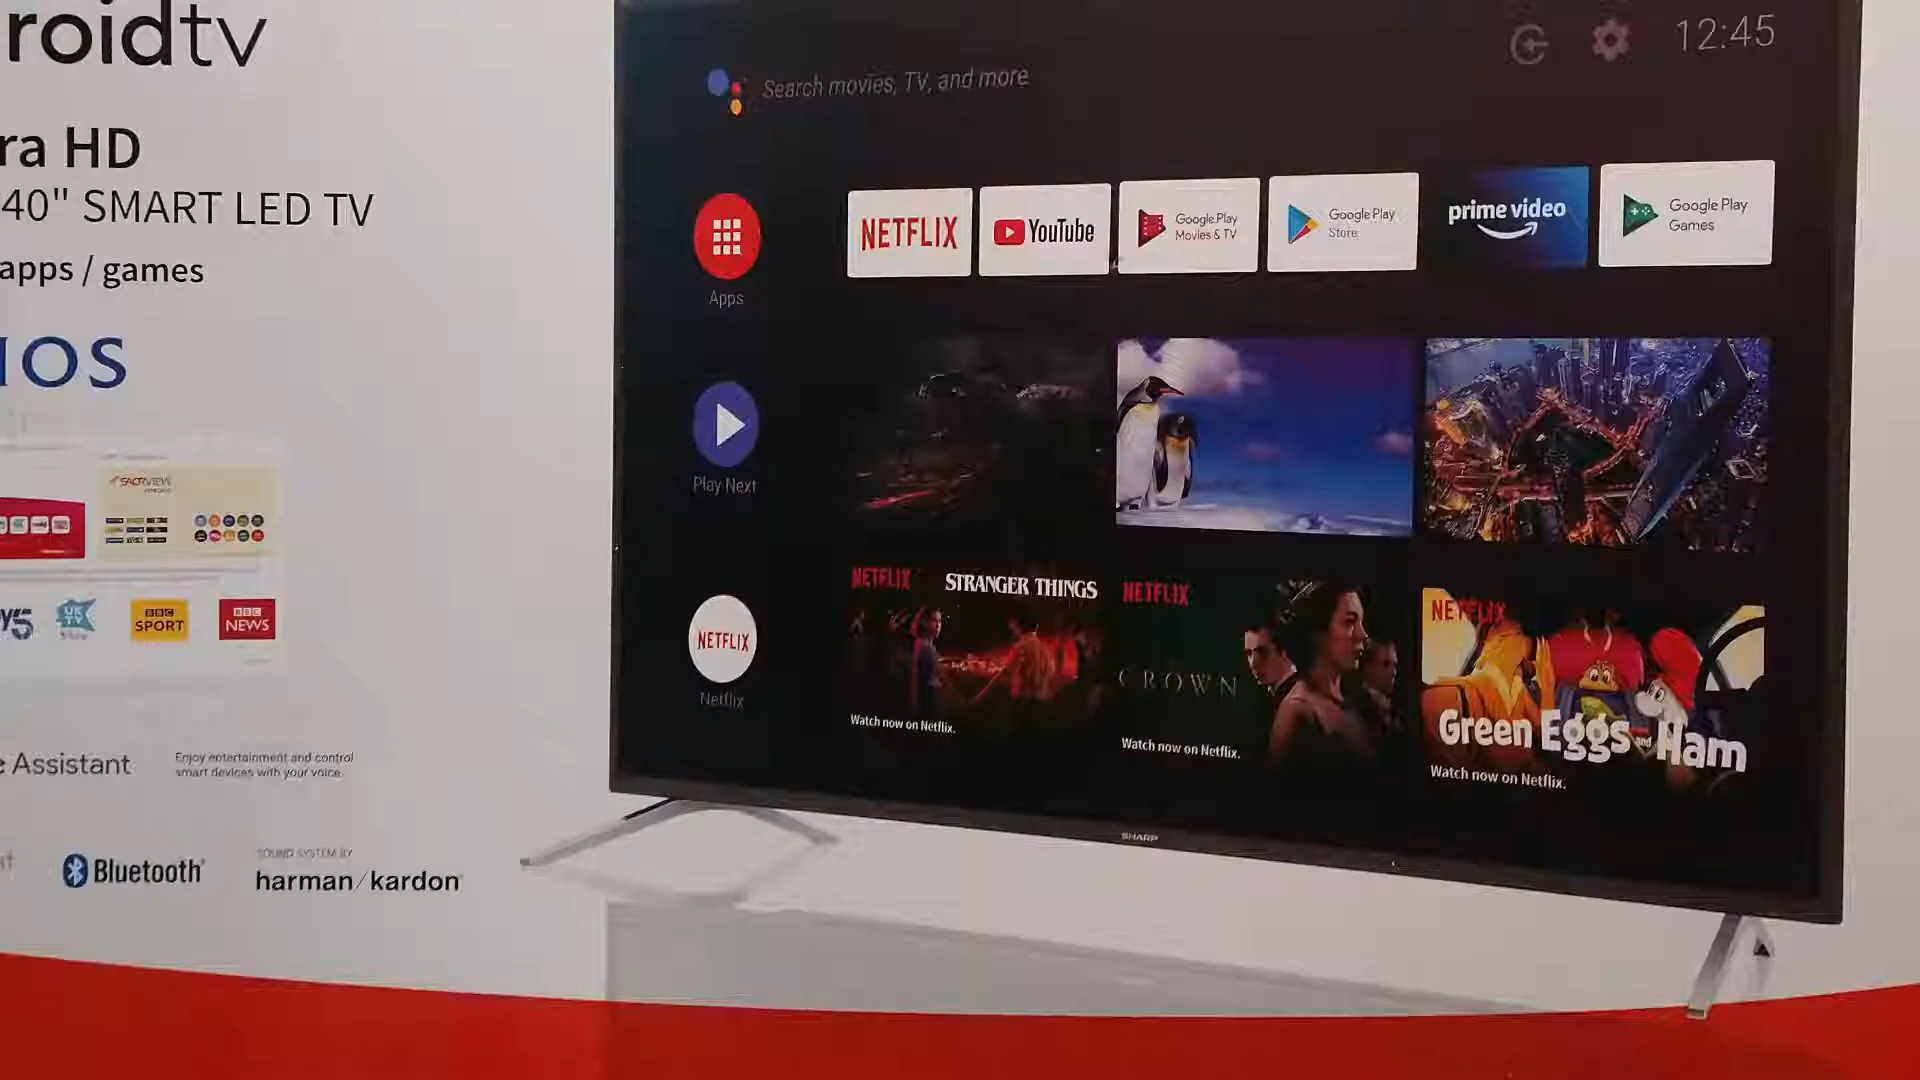 roidtv
ra HD
40" SMART LED TV
apps / games
IOS
UK
TV
BBC
SPORT
BBC
NEWS
Assistant
Enjoy entertainment and control
smart devices with your voice.
Bluetooth
SOUND SYSTEM BY
harman/kardon
12:45
Search movies, TV, and more
Apps
NETFLIX
YouTube
Google Play
Movies & TV
Google Play
Store
prime video
Google Play
Games
Play Next
NETFLIX
Netflix
NETFLIX
STRANGER THINGS
Watch now on Netflix.
NETFLIX
CROWN
Watch now on Netflix.
NETFLIX
Green Eggs and Ham
Watch now on Netflix.
SHARP